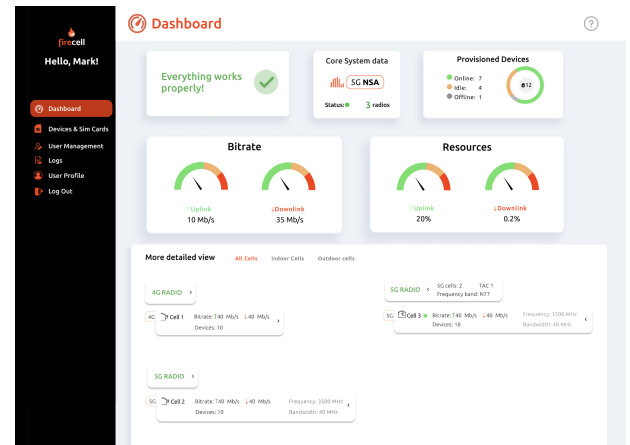 Dashboard
?
firecell
Hello, Mark!
Dashboard
Devices & Sim Cards
User Management
Logs
User Profile
Log Out
Everything works
properly!
Core System data
5G NSA
Status: 3 radios
Provisioned Devices
Online: 7
Idle: 4
Offline: 1
12
Bitrate
↑Uplink
10 Mb/s
↓Downlink
35 Mb/s
Resources
↑Uplink
20%
↓Downlink
0.2%
More detailed view All Cells Indoor Cells Outdoor cells
4G RADIO
4G Cell 1 Bitrate: ↑40 Mb/s ↓40 Mb/s
Devices: 10
5G RADIO 5G cells: 2 TAC 1
Frequency band: N77
5G Cell 3 Bitrate: ↑40 Mb/s ↓40 Mb/s Frequency: 3500 MHz
Devices: 10 Bandwidth: 40 MHz
5G RADIO
5G Cell 2 Bitrate: ↑40 Mb/s ↓40 Mb/s Frequency: 3500 MHz
Devices: 10 Bandwidth: 40 MHz